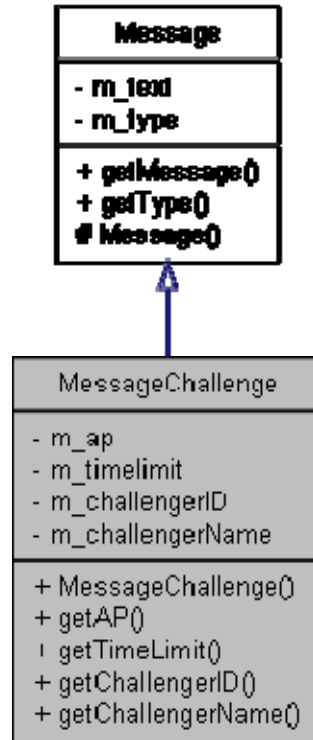 Message
- m_text
- m_type
+ getMessage()
+ getType()
# Message()
MessageChallenge
- m_ap
- m_timelimit
- m_challengerID
- m_challengerName
+ MessageChallenge()
+ getAP()
+ getTimeLimit()
+ getChallengerID()
+ getChallengerName()